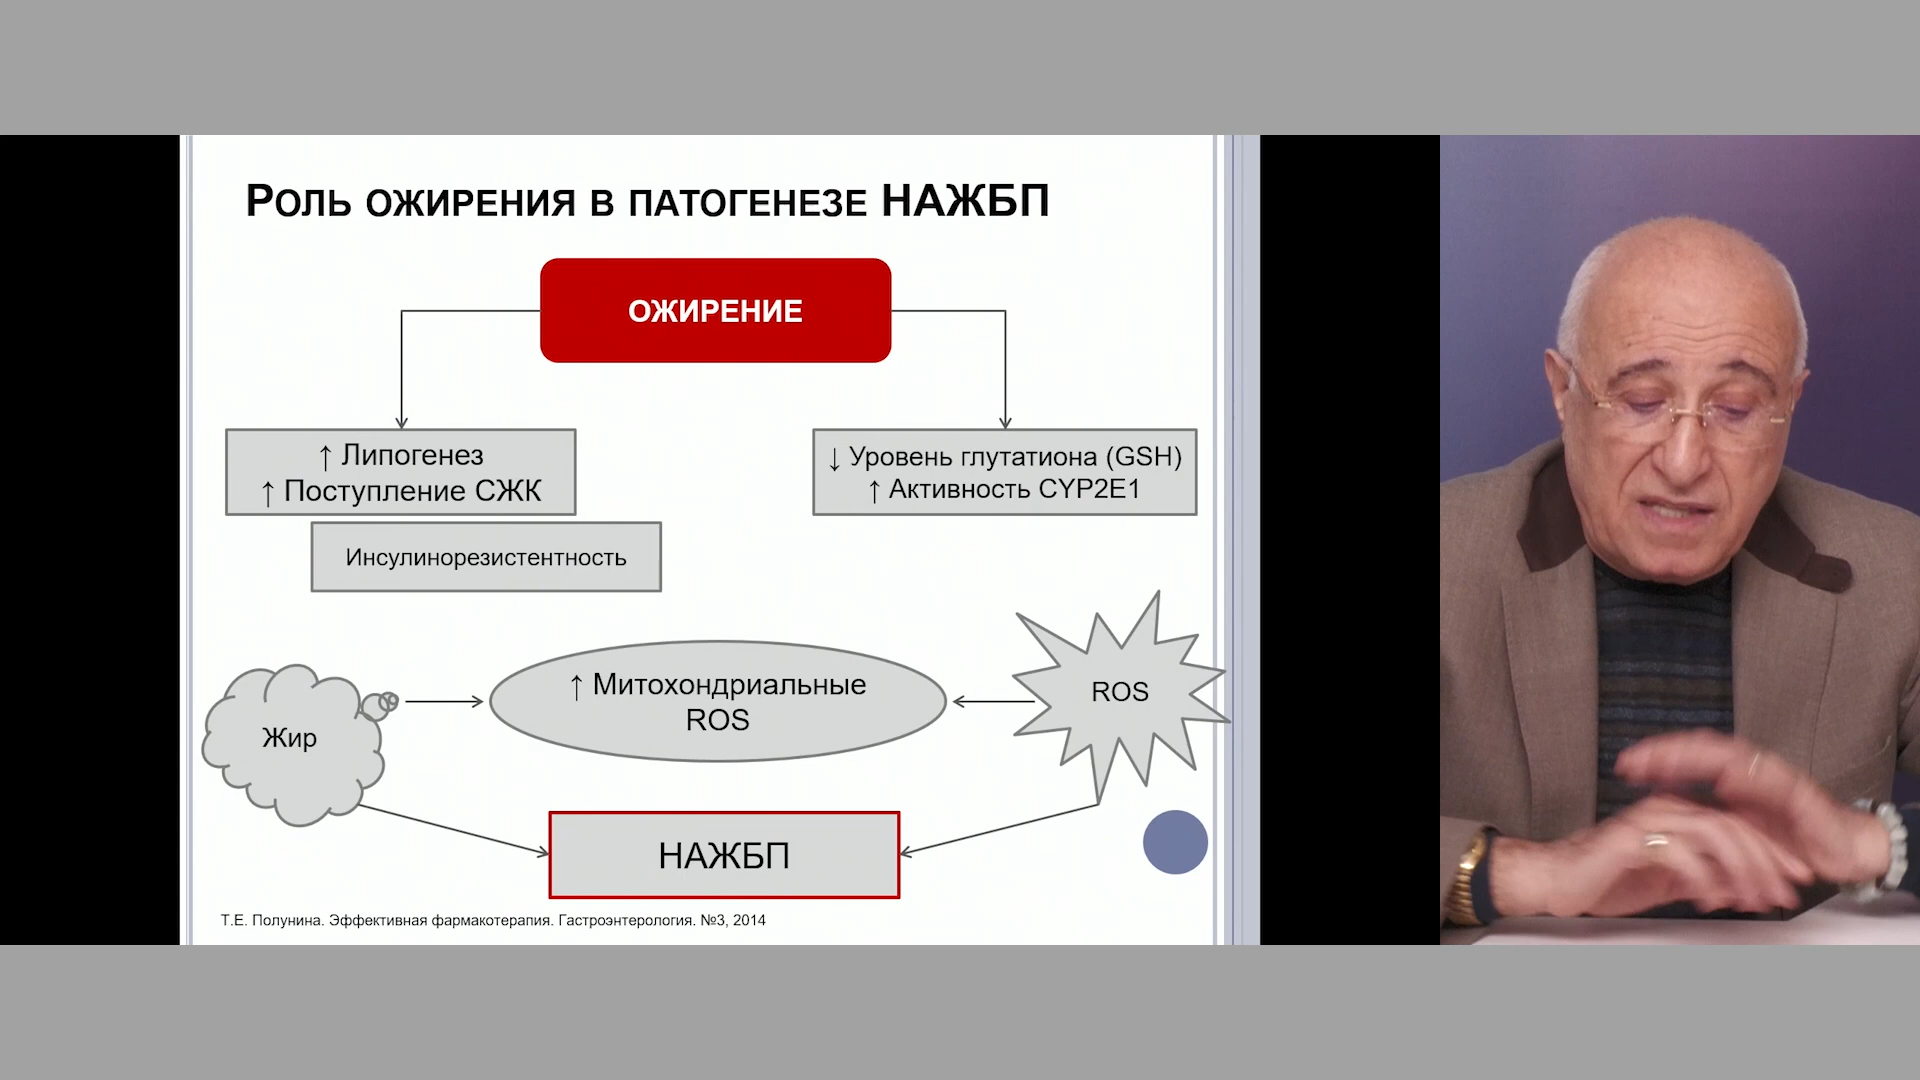 Роль ожирения в патогенезе НАЖБП
ОЖИРЕНИЕ
↑ Липогенез
↑ Поступление СЖК
↓ Уровень глутатиона (GSH)
↑ Активность CYP2E1
Инсулинорезистентность
Жир
↑ Митохондриальные
ROS
ROS
НАЖБП
Т.Е. Полунина. Эффективная фармакотерапия. Гастроэнтерология. №3, 2014